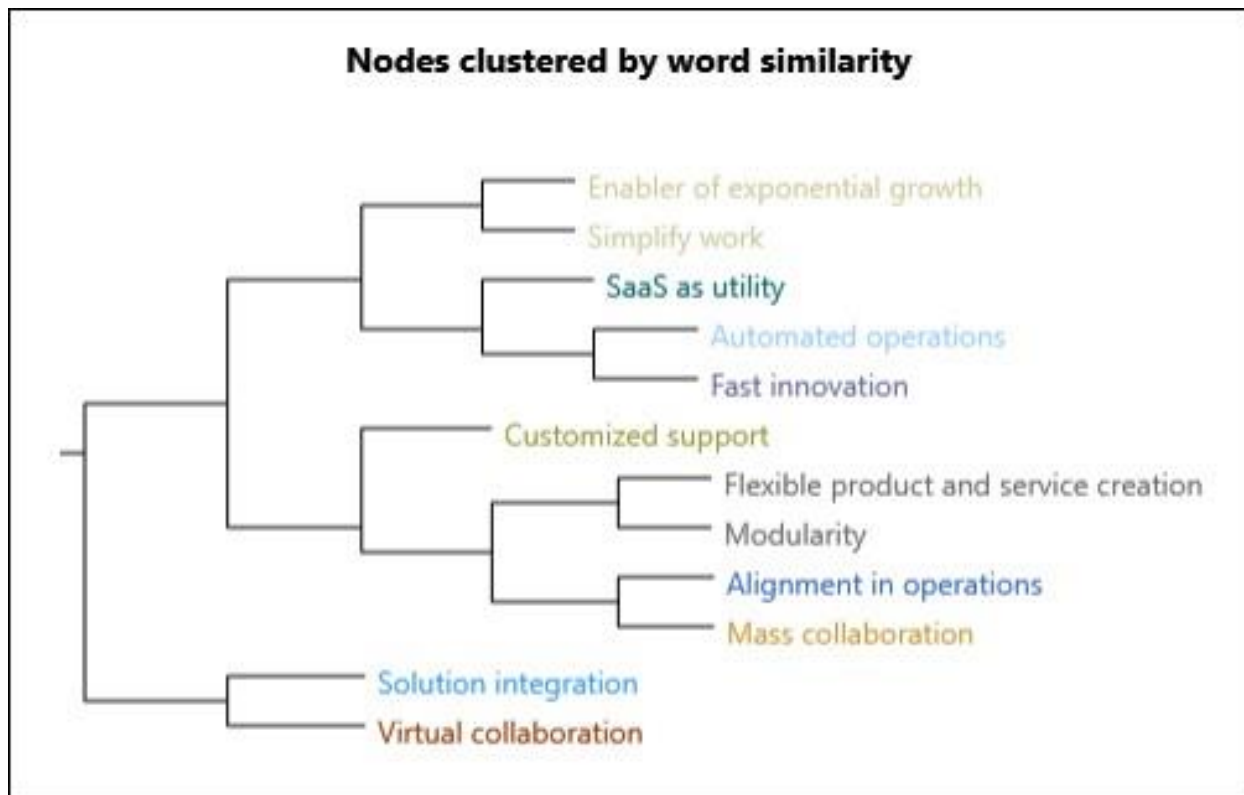 Nodes clustered by word similarity
Enabler of exponential growth
Simplify work
SaaS as utility
Automated operations
Fast innovation
Customized support
Flexible product and service creation
Modularity
Alignment in operations
Mass collaboration
Solution integration
Virtual collaboration